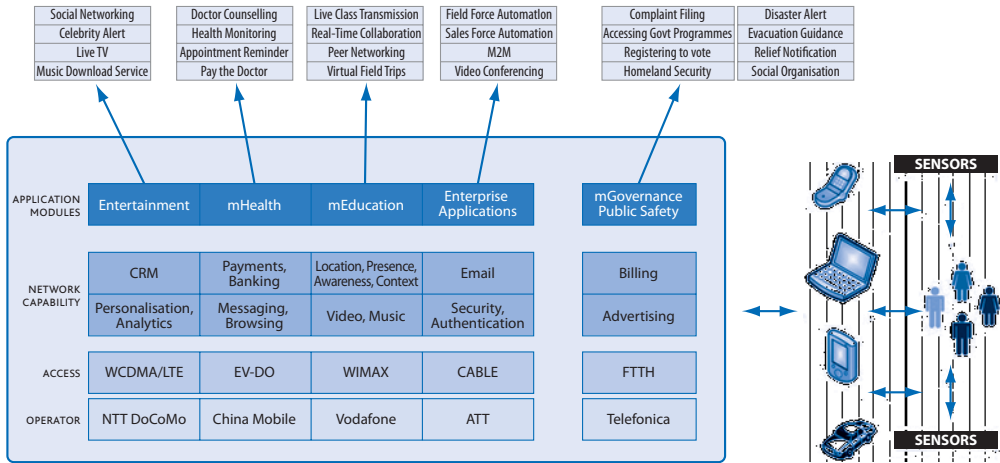 Social Networking
Celebrity Alert
Live TV
Music Download Service
Doctor Counselling
Health Monitoring
Appointment Reminder
Pay the Doctor
Live Class Transmission
Real-Time Collaboration
Peer Networking
Virtual Field Trips
Field Force Automation
Sales Force Automation
M2M
Video Conferencing
Complaint Filing
Accessing Govt Programmes
Registering to vote
Homeland Security
Disaster Alert
Evacuation Guidance
Relief Notification
Social Organisation
APPLICATION
MODULES
Entertainment
mHealth
mEducation
Enterprise
Applications
mGovernance
Public Safety
NETWORK
CAPABILITY
CRM
Payments,
Banking
Location, Presence,
Awareness, Context
Email
Billing
Personalisation,
Analytics
Messaging,
Browsing
Video, Music
Security,
Authentication
Advertising
ACCESS
WCDMA/LTE
EV-DO
WIMAX
CABLE
FTTH
OPERATOR
NTT DoCoMo
China Mobile
Vodafone
ATT
Telefonica
SENSORS
SENSORS